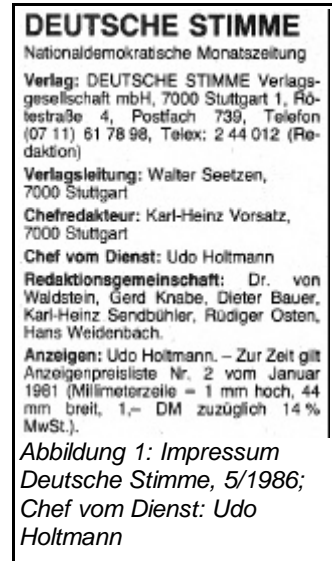 DEUTSCHE STIMME
Nationaldemokratische Monatszeitung
Verlag: DEUTSCHE STIMME Verlags-
gesellschaft mbH, 7000 Stuttgart 1, Rö-
testraße 4, Postfach 739, Telefon
(07 11) 61 78 98, Telex: 2 44 012 (Re-
daktion)
Verlagsleitung: Walter Seetzen,
7000 Stuttgart
Chefredakteur: Karl-Heinz Vorsatz,
7000 Stuttgart
Chef vom Dienst: Udo Holtmann
Redaktionsgemeinschaft: Dr. von
Waldstein, Gerd Knabe, Dieter Bauer,
Karl-Heinz Sendbühler, Rüdiger Osten,
Hans Weidenbach.
Anzeigen: Udo Holtmann. – Zur Zeit gilt
Anzeigenpreisliste Nr. 2 vom Januar
1981 (Millimeterzeile = 1 mm hoch, 44
mm breit, 1,– DM zuzüglich 14 %
MwSt.).
Abbildung 1: Impressum
Deutsche Stimme, 5/1986;
Chef vom Dienst: Udo
Holtmann